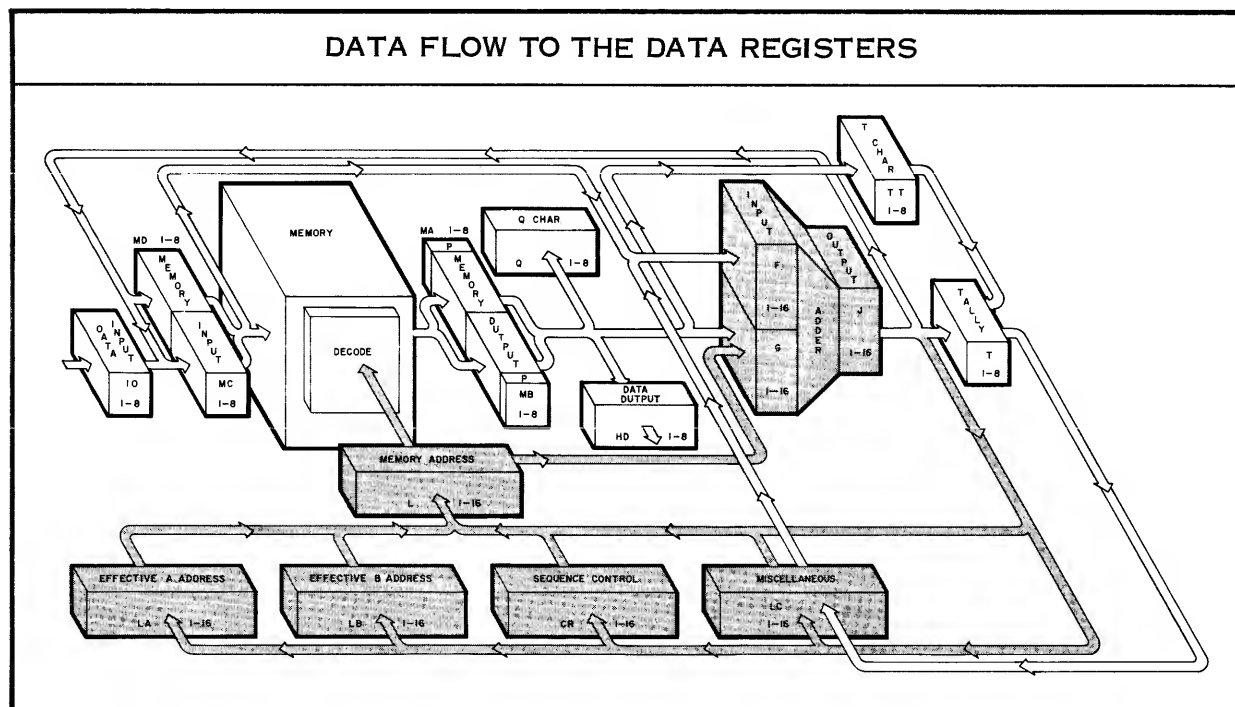 DATA FLOW TO THE DATA REGISTERS
T CHAR
TT
1-8
MEMORY
Q CHAR
Q 1-8
MD 1-8
MEMORY
INPUT
MC
1-8
DATA
INPUT
IO
1-8
DECODE
MA 1-8
P
MEMORY
OUTPUT
P
MB
1-8
INPUT
F
1-16
G
1-16
ADDER
OUTPUT
J
1-16
TALLY
T
1-8
DATA
OUTPUT
HD 1-8
MEMORY ADDRESS
L 1-16
EFFECTIVE A ADDRESS
LA 1-16
EFFECTIVE B ADDRESS
LB 1-16
SEQUENCE CONTROL
CR 1-16
MISCELLANEOUS
LC
1-16